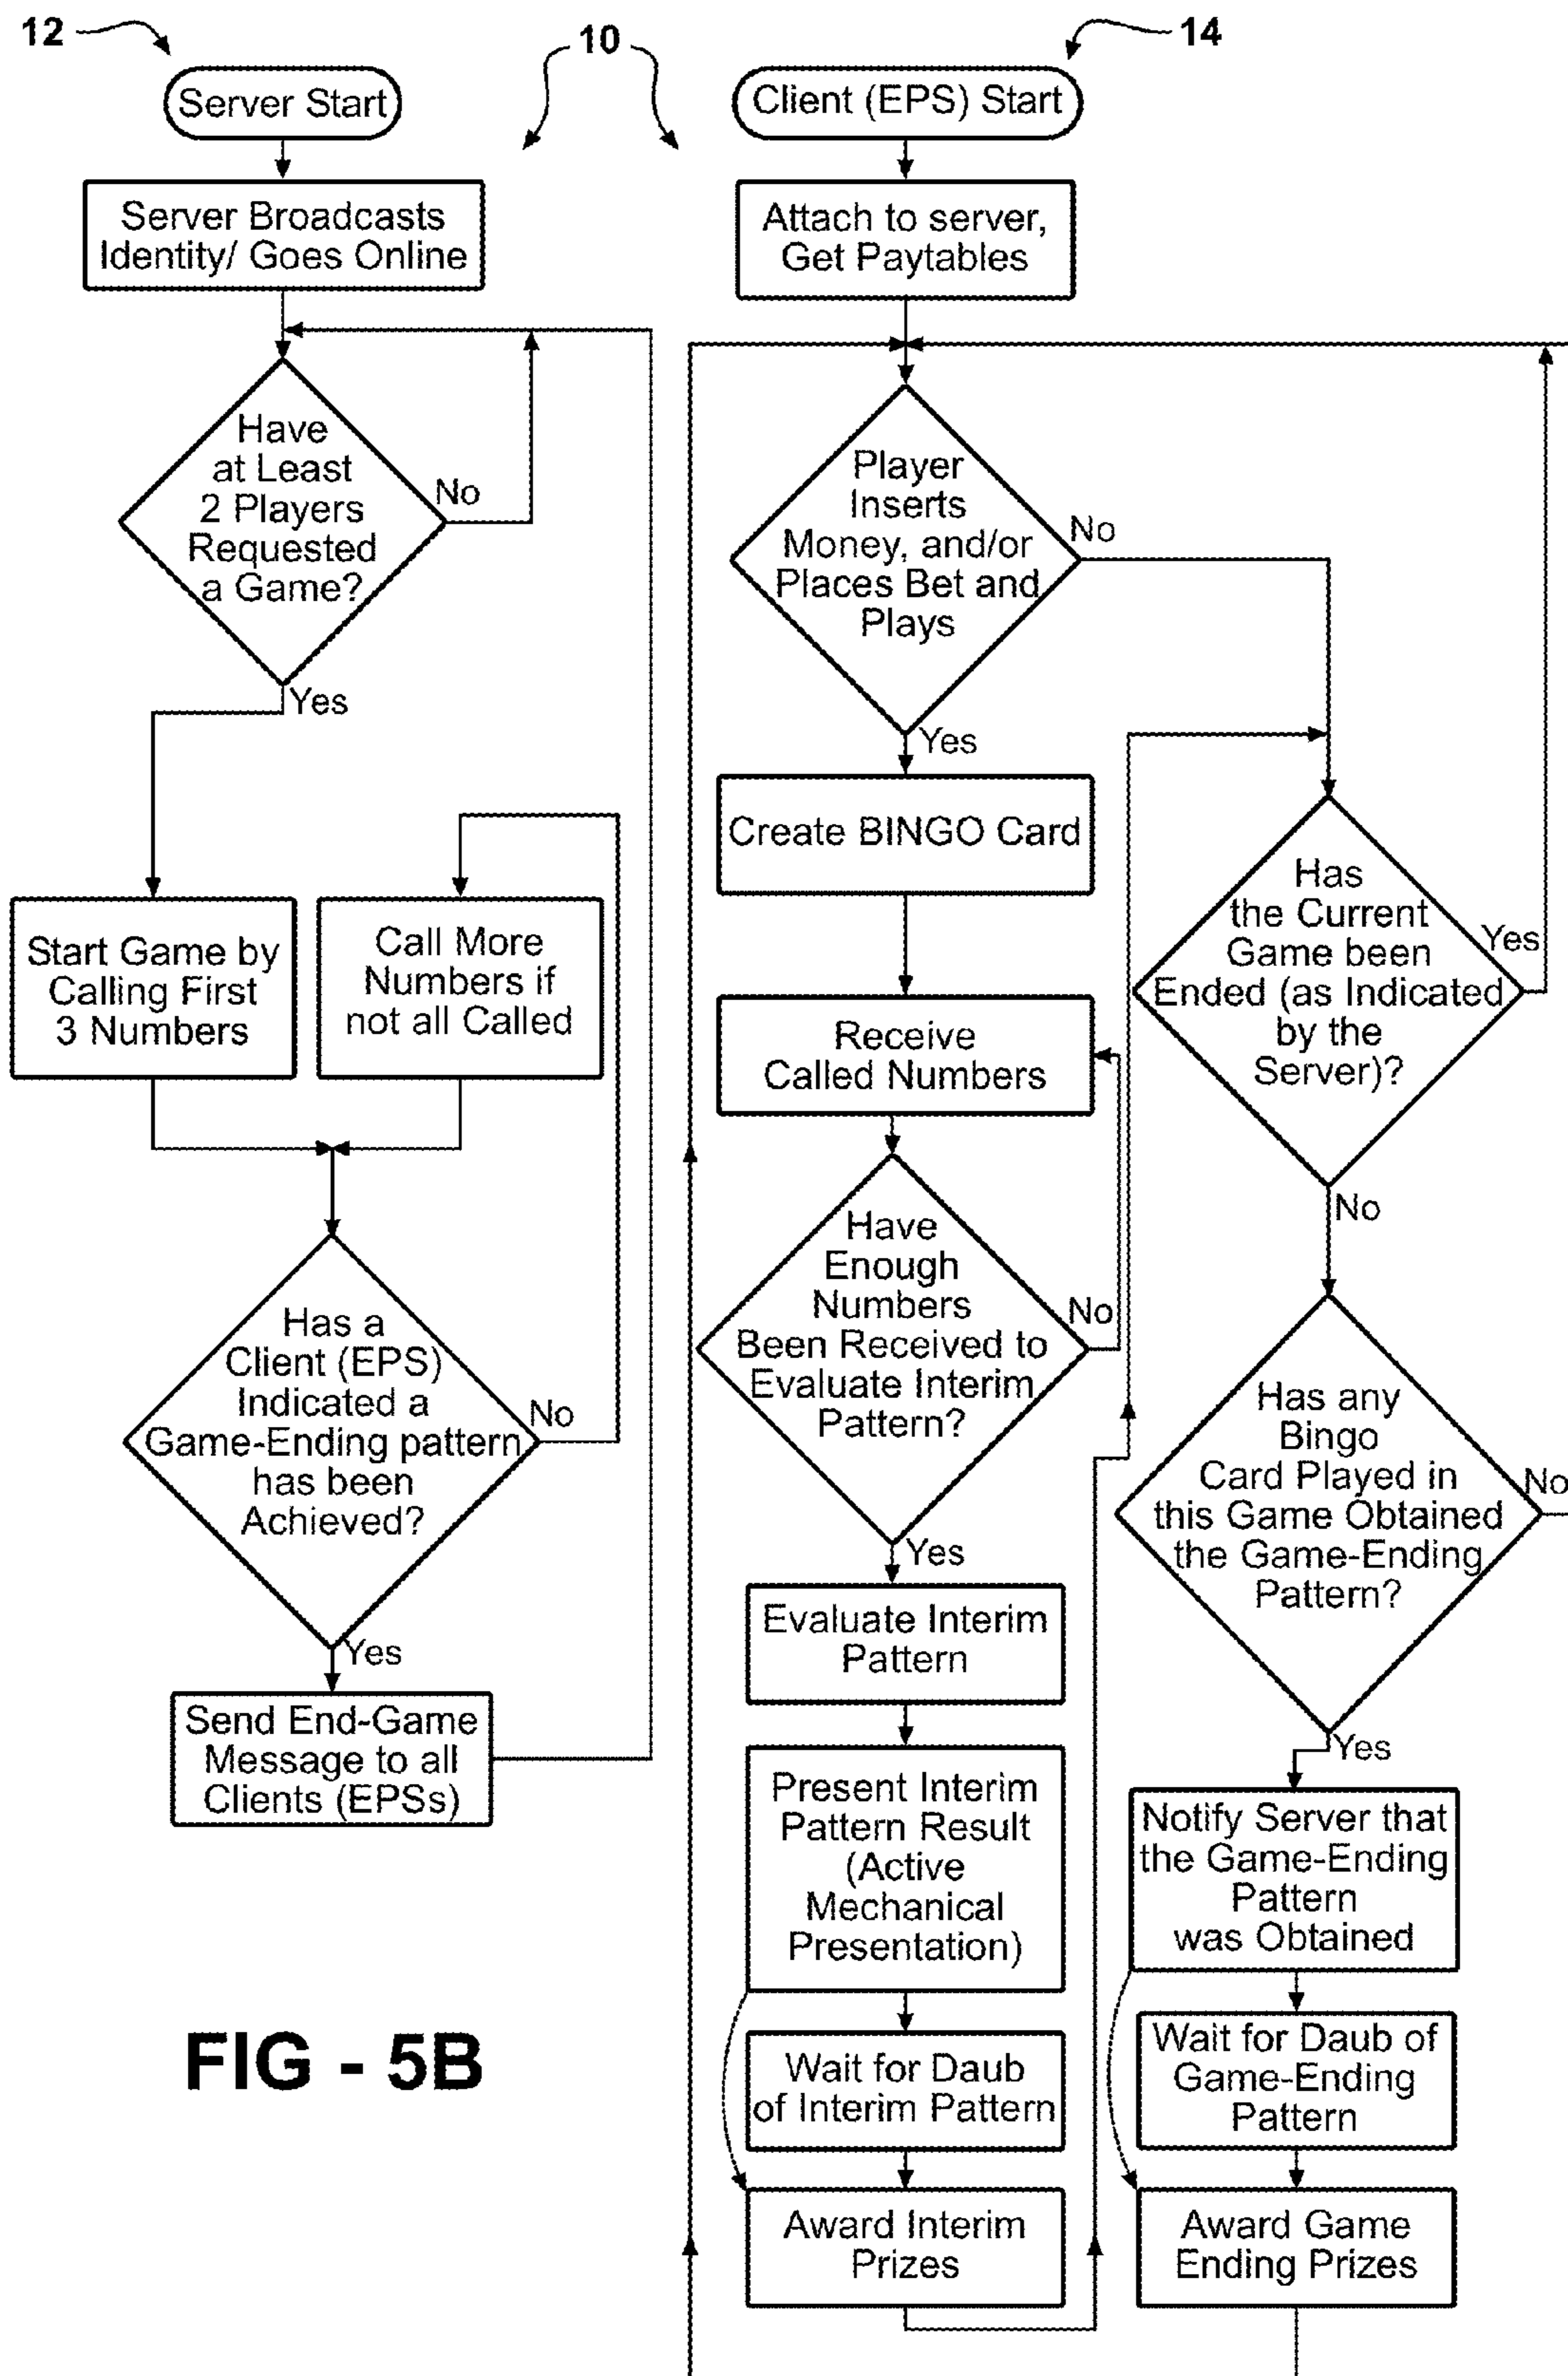 12
10
14
Server Start
Server Broadcasts
Identity/ Goes Online
Have
at Least
2 Players
Requested
a Game?
No
Yes
Start Game by
Calling First
3 Numbers
Call More
Numbers if
not all Called
Has a
Client (EPS)
Indicated a
Game-Ending pattern
has been
Achieved?
No
Yes
Send End-Game
Message to all
Clients (EPSs)
FIG - 5B
Client (EPS) Start
Attach to server,
Get Paytables
Player
Inserts
Money, and/or
Places Bet and
Plays
No
Yes
Create BINGO Card
Receive
Called Numbers
Have
Enough
Numbers
Been Received to
Evaluate Interim
Pattern?
No
Yes
Evaluate Interim
Pattern
Present Interim
Pattern Result
(Active
Mechanical
Presentation)
Wait for Daub
of Interim Pattern
Award Interim
Prizes
Has
the Current
Game been
Ended (as Indicated
by the
Server)?
Yes
No
Has any
Bingo
Card Played in
this Game Obtained
the Game-Ending
Pattern?
No
Yes
Notify Server that
the Game-Ending
Pattern
was Obtained
Wait for Daub of
Game-Ending
Pattern
Award Game
Ending Prizes